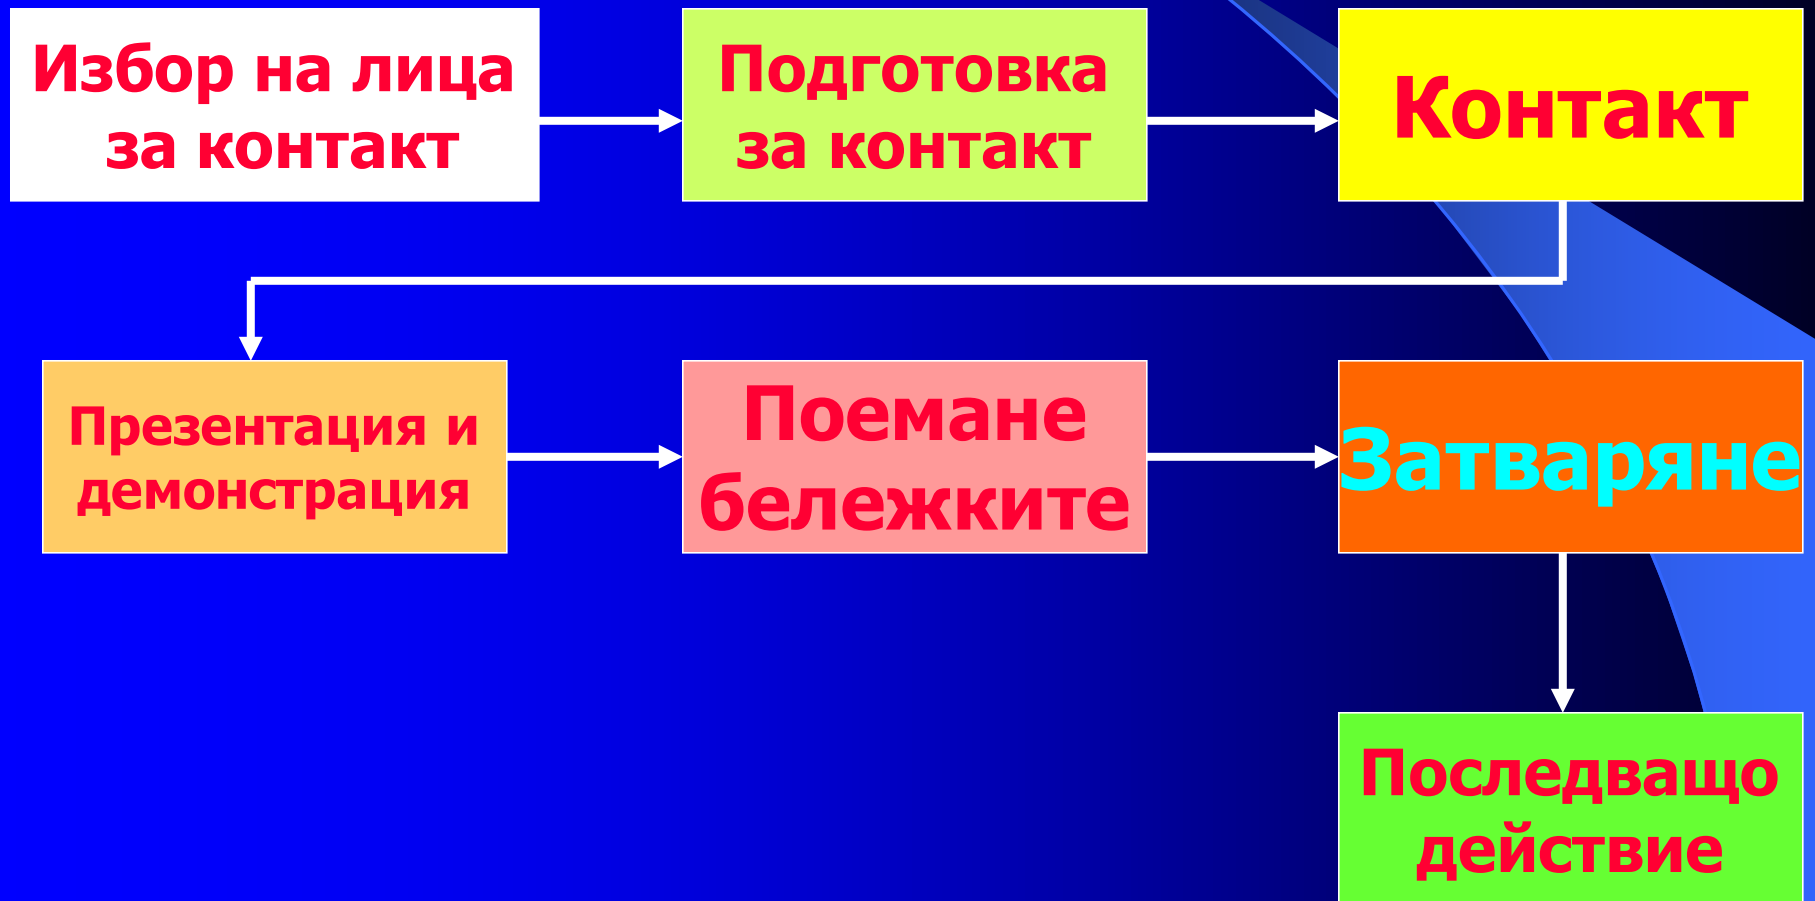 Избор на лица
за контакт
Подготовка
за контакт
Контакт
Презентация и
демонстрация
Поемане
бележките
Затваряне
Последващо
действие